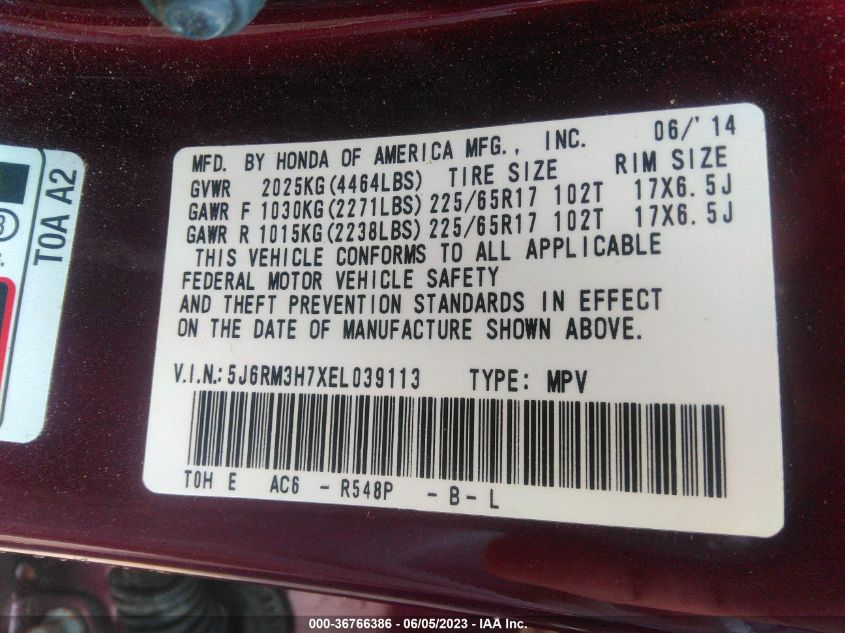 06/'14
MFD. BY HONDA OF AMERICA MFG., INC.
GVWR 2025KG(4464LBS) TIRE SIZE RIM SIZE
GAWR F 1030KG(2271LBS) 225/65R17 102T 17X6.5J
GAWR R 1015KG(2238LBS) 225/65R17 102T 17X6.5J
THIS VEHICLE CONFORMS TO ALL APPLICABLE
FEDERAL MOTOR VEHICLE SAFETY
AND THEFT PREVENTION STANDARDS IN EFFECT
ON THE DATE OF MANUFACTURE SHOWN ABOVE.
V.I.N.: 5J6RM3H7XEL039113 TYPE: MPV
T0H E AC6 - R548P - B - L
T0A A2
000-36766386 - 06/05/2023 - IAA Inc.